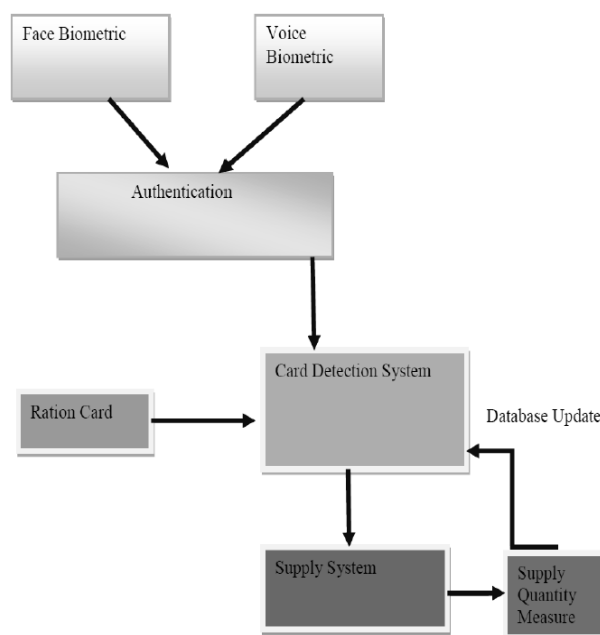 Face Biometric
Voice
Biometric
Authentication
Card Detection System
Ration Card
Database Update
Supply System
Supply
Quantity
Measure